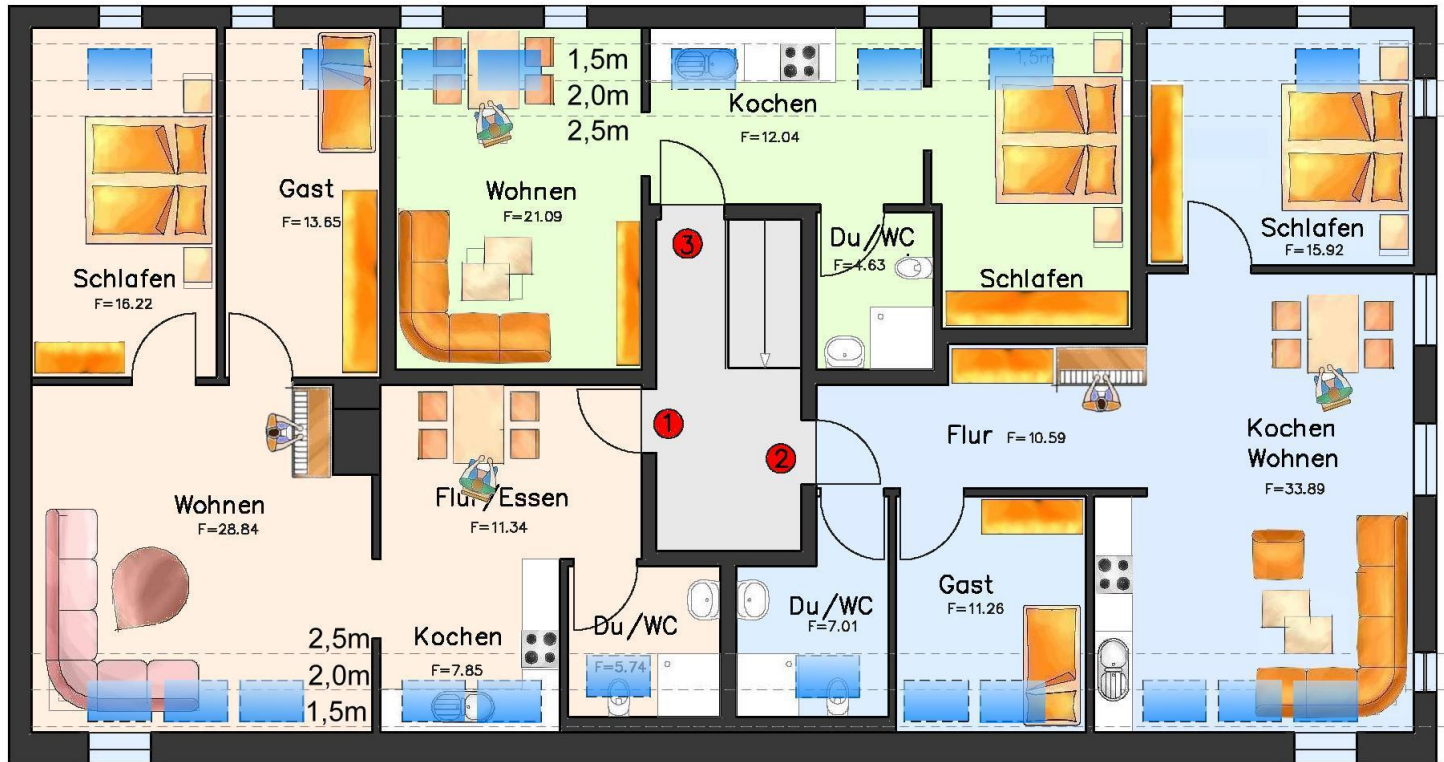 1,5m
2,0m
2,5m
Kochen
F=12.04
1,5m
Gast
F=13.65
Wohnen
F=21.09
Schlafen
F=16.22
3
Du/WC
F=4.63
Schlafen
Schlafen
F=15.92
1
2
Flur F=10.59
Kochen
Wohnen
F=33.89
Wohnen
F=28.84
Flur/Essen
F=11.34
Gast
F=11.26
Du/WC
F=7.01
Du/WC
F=5.74
Kochen
F=7.85
2,5m
2,0m
1,5m